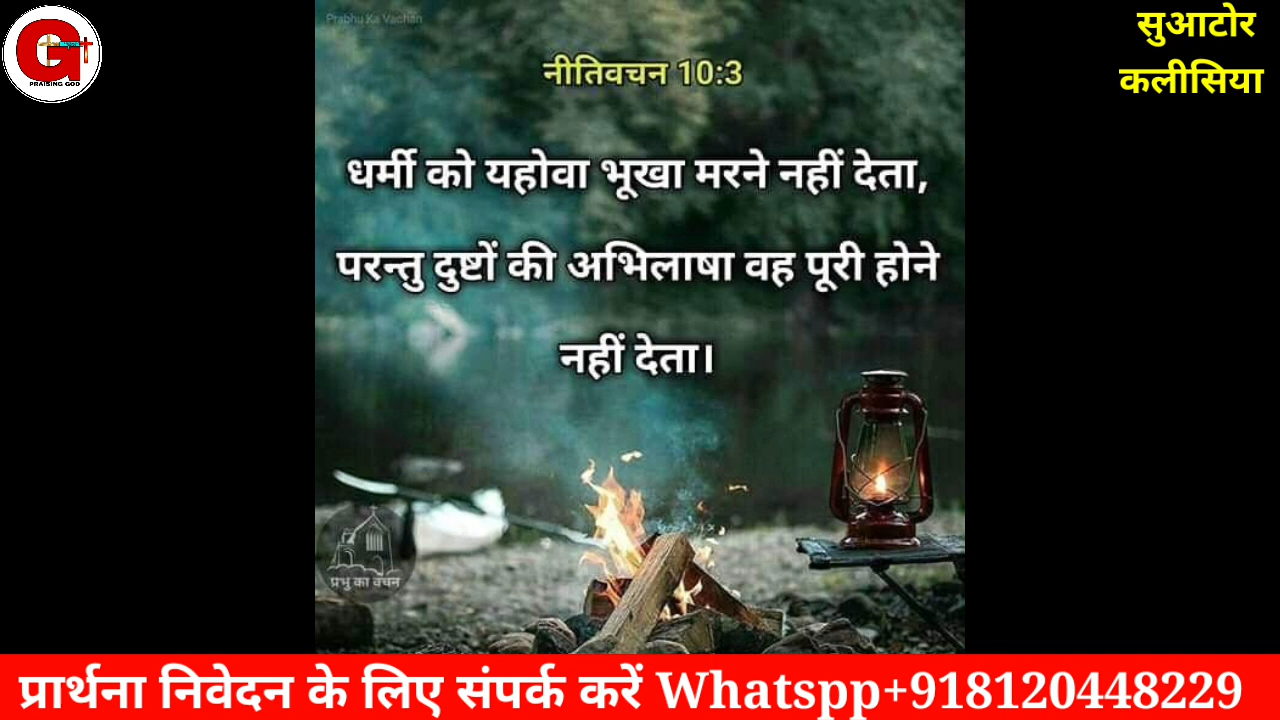 Prabhu Ka Vachan
सुआटोर
कलीसिया
G
PRAISING GOD
नीतिवचन 10:3
धर्मी को यहोवा भूखा मरने नहीं देता,
परन्तु दुष्टों की अभिलाषा वह पूरी होने
नहीं देता।
प्रभु का वचन
प्रार्थना निवेदन के लिए संपर्क करें Whatspp+918120448229